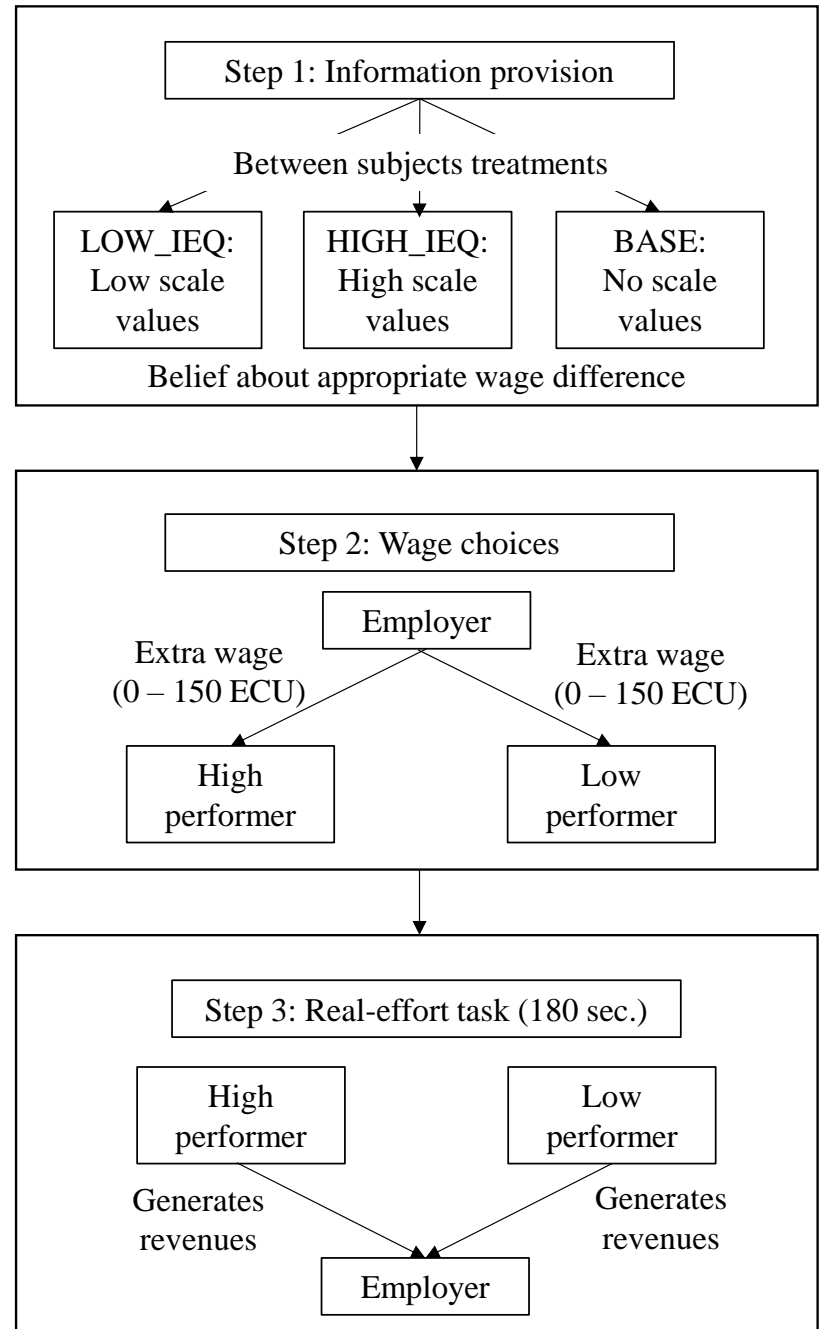 Step 1: Information provision
Between subjects treatments
LOW_IEQ:
Low scale
values
HIGH_IEQ:
High scale
values
BASE:
No scale
values
Belief about appropriate wage difference
Step 2: Wage choices
Employer
Extra wage
(0 – 150 ECU)
Extra wage
(0 – 150 ECU)
High
performer
Low
performer
Step 3: Real-effort task (180 sec.)
High
performer
Low
performer
Generates
revenues
Generates
revenues
Employer